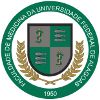 FACULDADE DE MEDICINA DA UNIVERSIDADE FEDERAL DE ALAGOAS
1950